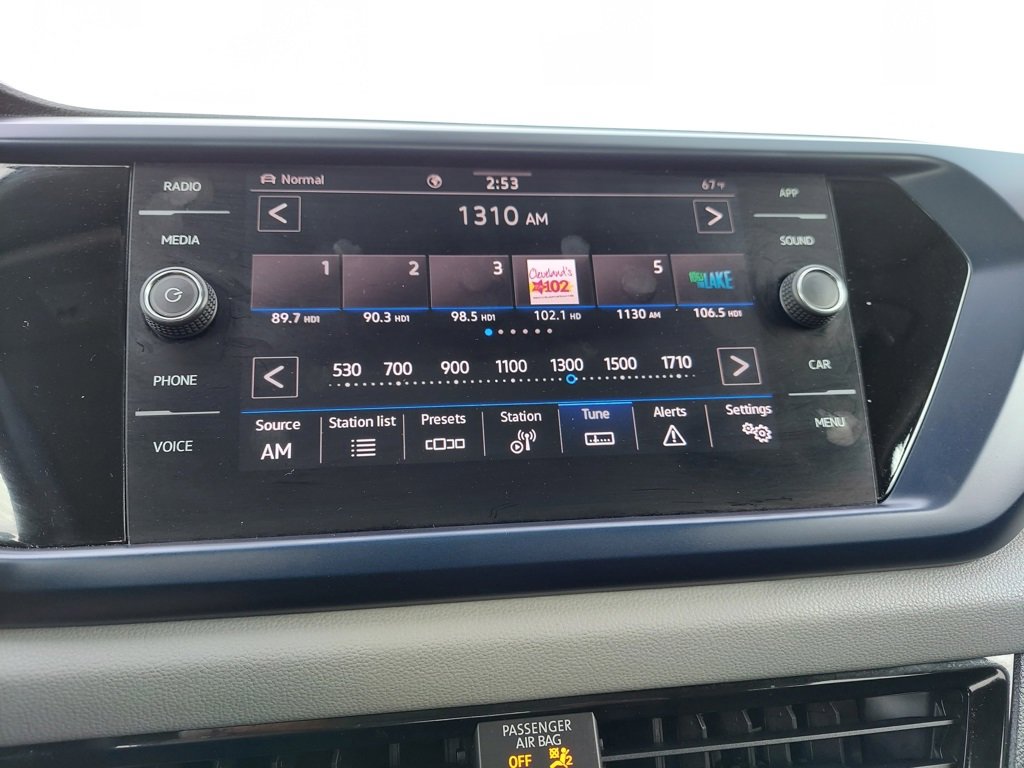 RADIO
MEDIA
PHONE
VOICE
Normal
2:53
67°F
<
1310 AM
>
1
2
3
Cleveland's
102
5
LAKE
89.7 HD1
90.3 HD1
98.5 HD1
102.1 HD
1130 AM
106.5 HD1
<
530 700 900 1100 1300 1500 1710
>
Source
AM
Station list
Presets
Station
Tune
Alerts
Settings
APP
SOUND
CAR
MENU
PASSENGER
AIR BAG
OFF
2